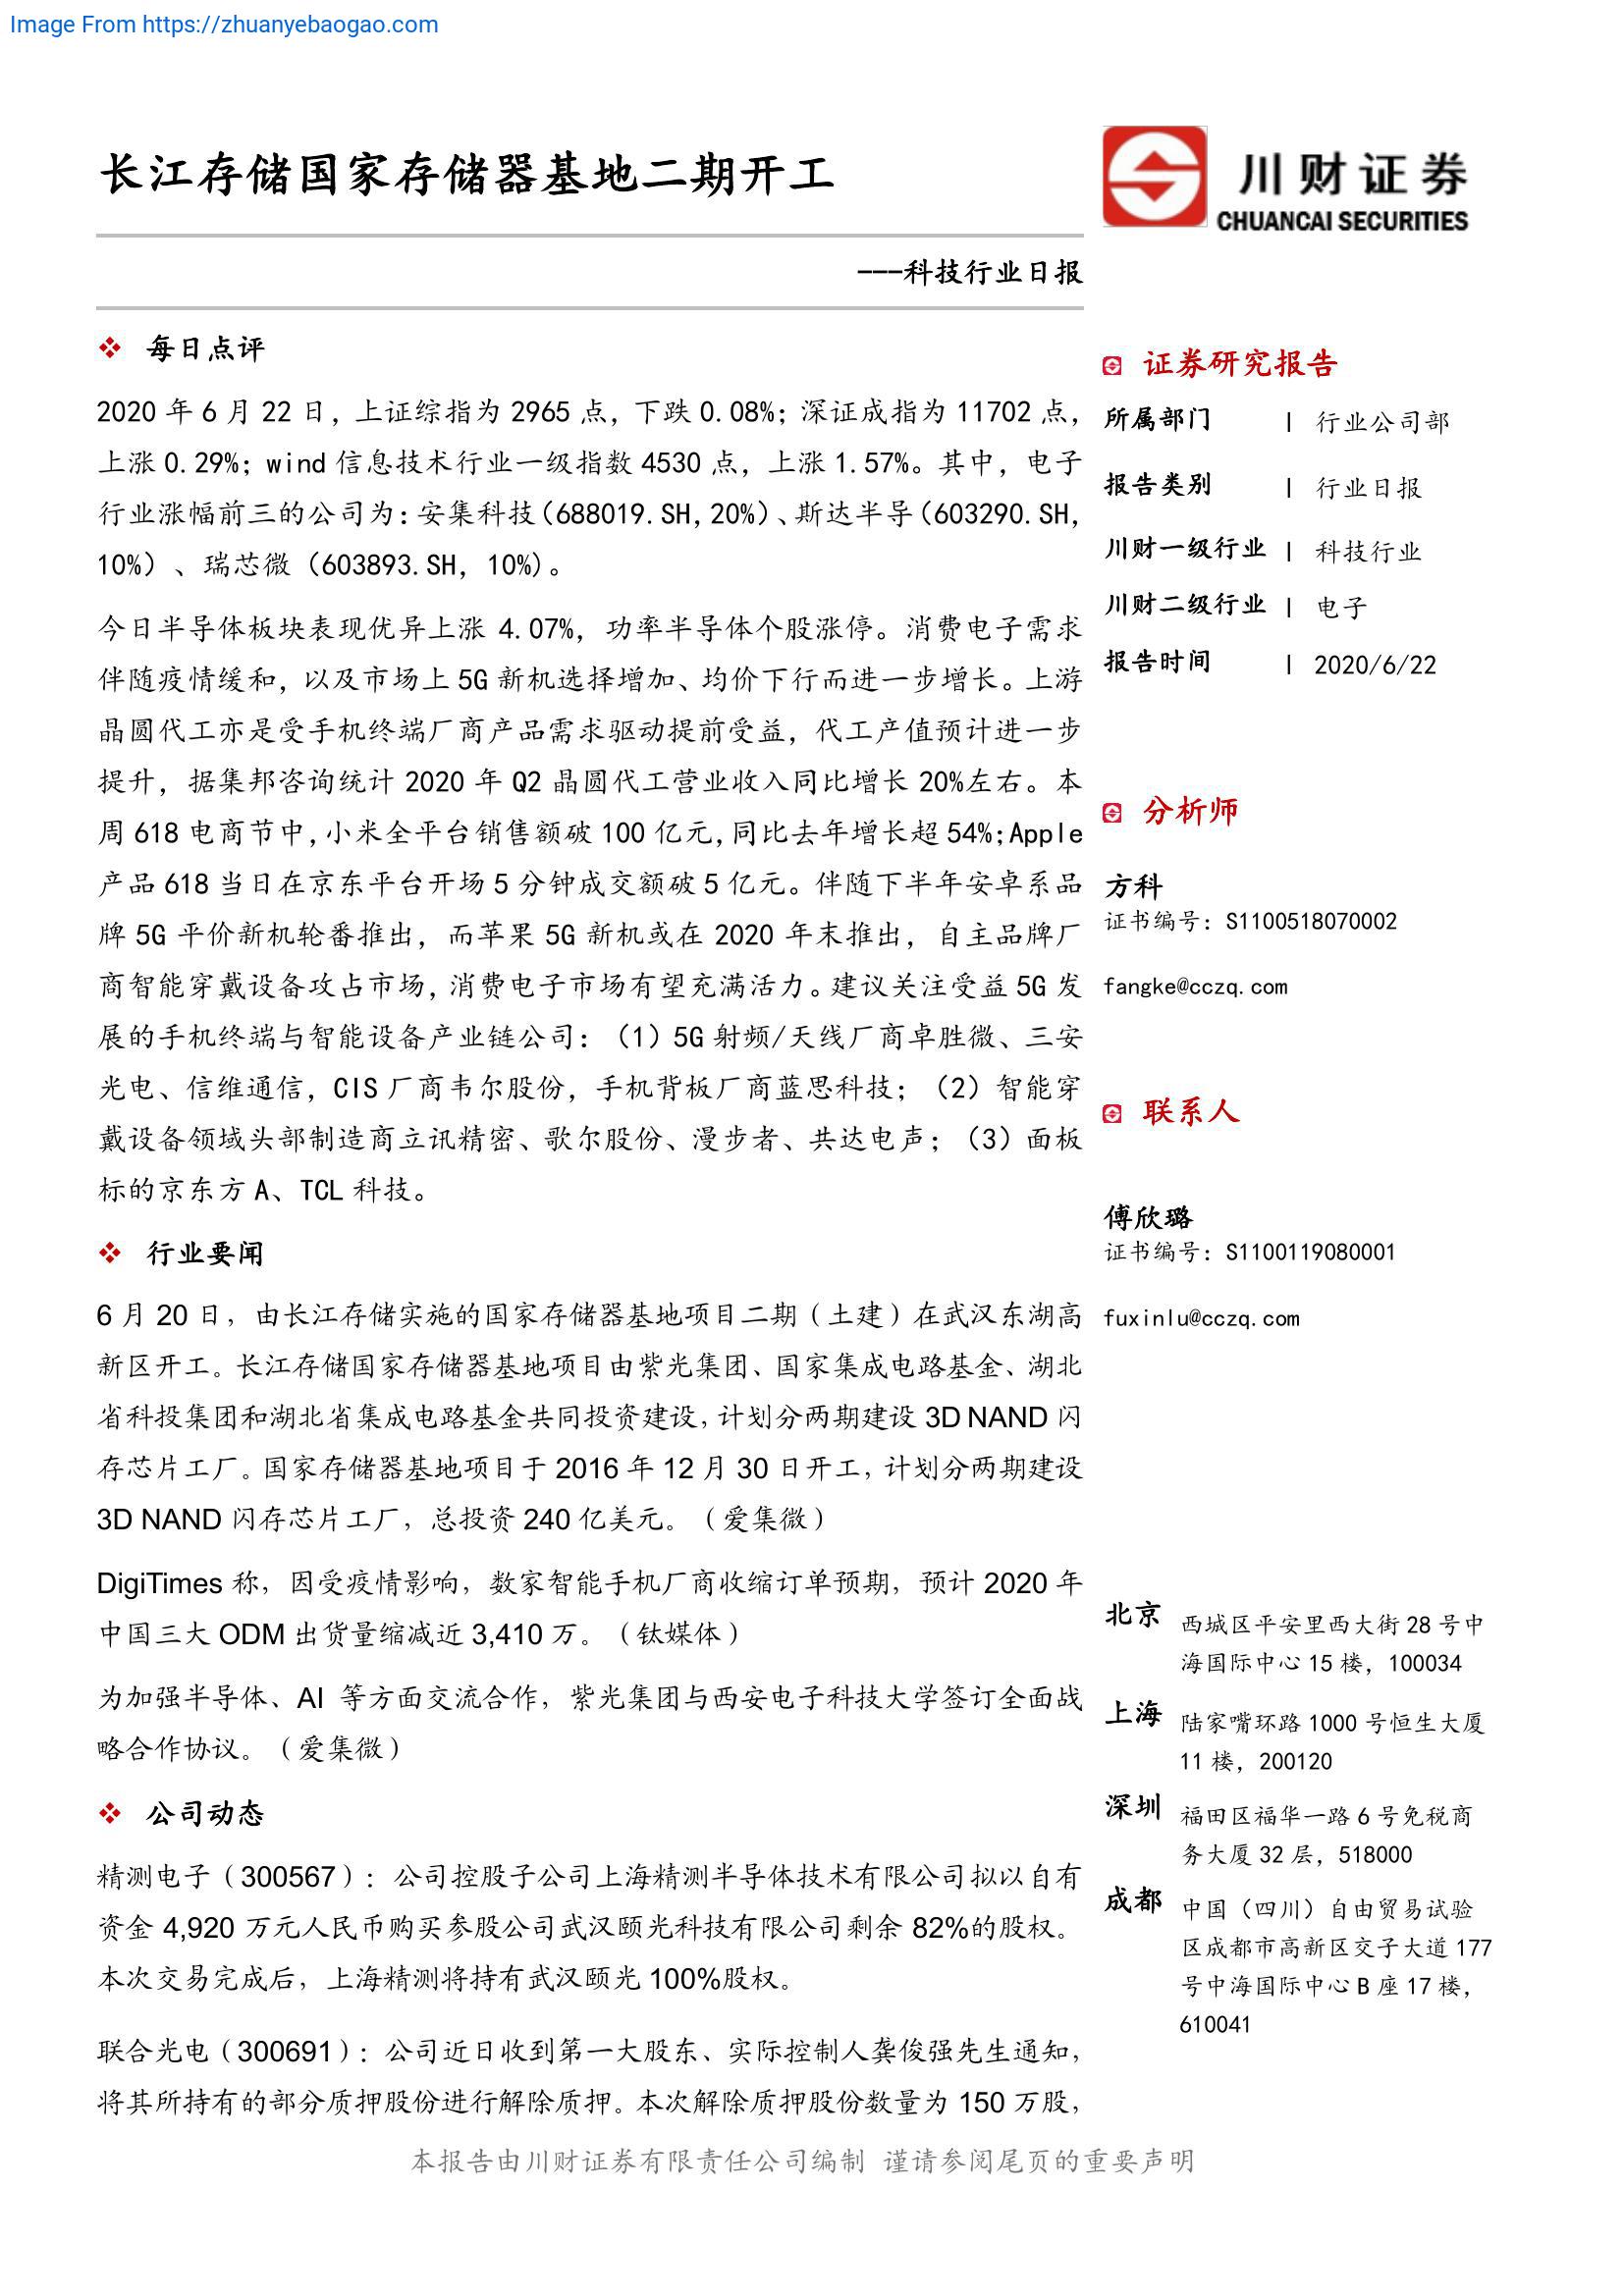 Image From https://zhuanyebaogao.com
长江存储国家存储器基地二期开工
川财证券
CHUANCAI SECURITIES
---科技行业日报
每日点评
2020 年 6 月 22 日，上证综指为 2965 点，下跌 0.08%；深证成指为 11702 点，
上涨 0.29%；wind 信息技术行业一级指数 4530 点，上涨 1.57%。其中，电子
行业涨幅前三的公司为：安集科技（688019.SH，20%）、斯达半导（603290.SH，
10%）、瑞芯微（603893.SH，10%)。
今日半导体板块表现优异上涨 4.07%，功率半导体个股涨停。消费电子需求
伴随疫情缓和，以及市场上 5G 新机选择增加、均价下行而进一步增长。上游
晶圆代工亦是受手机终端厂商产品需求驱动提前受益，代工产值预计进一步
提升，据集邦咨询统计 2020 年 Q2 晶圆代工营业收入同比增长 20%左右。本
周 618 电商节中，小米全平台销售额破 100 亿元，同比去年增长超 54%；Apple
产品 618 当日在京东平台开场 5 分钟成交额破 5 亿元。伴随下半年安卓系品
牌 5G 平价新机轮番推出，而苹果 5G 新机或在 2020 年末推出，自主品牌厂
商智能穿戴设备攻占市场，消费电子市场有望充满活力。建议关注受益 5G 发
展的手机终端与智能设备产业链公司：（1）5G 射频/天线厂商卓胜微、三安
光电、信维通信，CIS 厂商韦尔股份，手机背板厂商蓝思科技；（2）智能穿
戴设备领域头部制造商立讯精密、歌尔股份、漫步者、共达电声；（3）面板
标的京东方 A、TCL 科技。
行业要闻
6 月 20 日，由长江存储实施的国家存储器基地项目二期（土建）在武汉东湖高
新区开工。长江存储国家存储器基地项目由紫光集团、国家集成电路基金、湖北
省科投集团和湖北省集成电路基金共同投资建设，计划分两期建设 3D NAND 闪
存芯片工厂。国家存储器基地项目于 2016 年 12 月 30 日开工，计划分两期建设
3D NAND 闪存芯片工厂，总投资 240 亿美元。（爱集微）
DigiTimes 称，因受疫情影响，数家智能手机厂商收缩订单预期，预计 2020 年
中国三大 ODM 出货量缩减近 3,410 万。（钛媒体）
为加强半导体、AI 等方面交流合作，紫光集团与西安电子科技大学签订全面战
略合作协议。（爱集微）
公司动态
精测电子（300567）：公司控股子公司上海精测半导体技术有限公司拟以自有
资金 4,920 万元人民币购买参股公司武汉颐光科技有限公司剩余 82%的股权。
本次交易完成后，上海精测将持有武汉颐光 100%股权。
联合光电（300691）：公司近日收到第一大股东、实际控制人龚俊强先生通知，
将其所持有的部分质押股份进行解除质押。本次解除质押股份数量为 150 万股，
证券研究报告
所属部门 | 行业公司部
报告类别 | 行业日报
川财一级行业 | 科技行业
川财二级行业 | 电子
报告时间 | 2020/6/22
分析师
方科
证书编号：S1100518070002
fangke@cczq.com
联系人
傅欣璐
证书编号：S1100119080001
fuxinlu@cczq.com
北京 西城区平安里西大街 28 号中
海国际中心 15 楼，100034
上海 陆家嘴环路 1000 号恒生大厦
11 楼，200120
深圳 福田区福华一路 6 号免税商
务大厦 32 层，518000
成都 中国（四川）自由贸易试验
区成都市高新区交子大道 177
号中海国际中心 B 座 17 楼，
610041
本报告由川财证券有限责任公司编制 谨请参阅尾页的重要声明